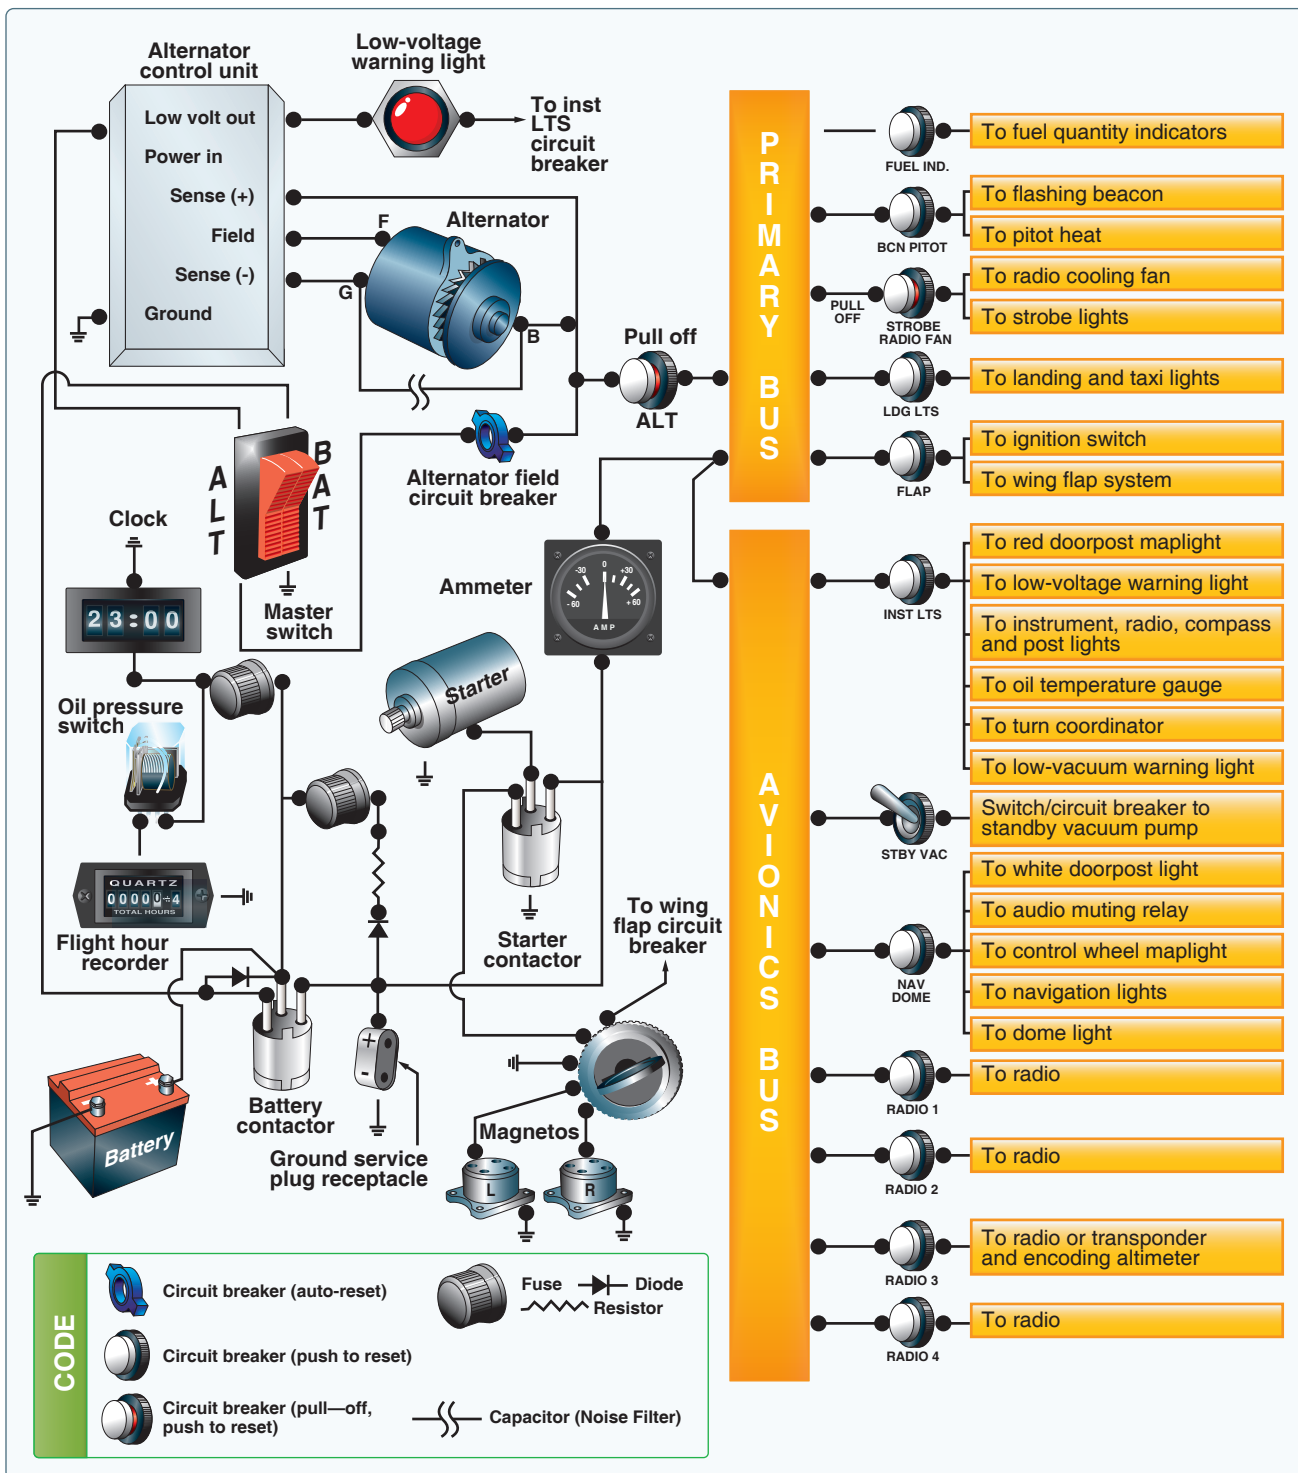 Alternator
control unit
Low volt out
Power in
Sense (+)
Field
Sense (-)
Ground
Low-voltage
warning light
To inst
LTS
circuit
breaker
F
Alternator
G
B
Pull off
ALT
Alternator field
circuit breaker
ALT
BAT
Master
switch
Clock
23:00
Oil pressure
switch
QUARTZ
00000 ÷ 4
TOTAL HOURS
Flight hour
recorder
Ammeter
-60
-30
0
+30
+60
AMP
Starter
Starter
contactor
To wing
flap circuit
breaker
+
-
Battery
Battery
contactor
+
-
Ground service
plug receptacle
Magnetos
L
R
PRIMARY BUS
FUEL IND.
To fuel quantity indicators
BCN PITOT
To flashing beacon
To pitot heat
PULL
OFF
STROBE
RADIO FAN
To radio cooling fan
To strobe lights
LDG LTS
To landing and taxi lights
FLAP
To ignition switch
To wing flap system
AVIONICS BUS
INST LTS
To red doorpost maplight
To low-voltage warning light
To instrument, radio, compass
and post lights
To oil temperature gauge
To turn coordinator
To low-vacuum warning light
STBY VAC
Switch/circuit breaker to
standby vacuum pump
NAV
DOME
To white doorpost light
To audio muting relay
To control wheel maplight
To navigation lights
To dome light
RADIO 1
To radio
RADIO 2
To radio
RADIO 3
To radio or transponder
and encoding altimeter
RADIO 4
To radio
CODE
Circuit breaker (auto-reset)
Circuit breaker (push to reset)
Circuit breaker (pull—off,
push to reset)
Fuse
Diode
Resistor
Capacitor (Noise Filter)